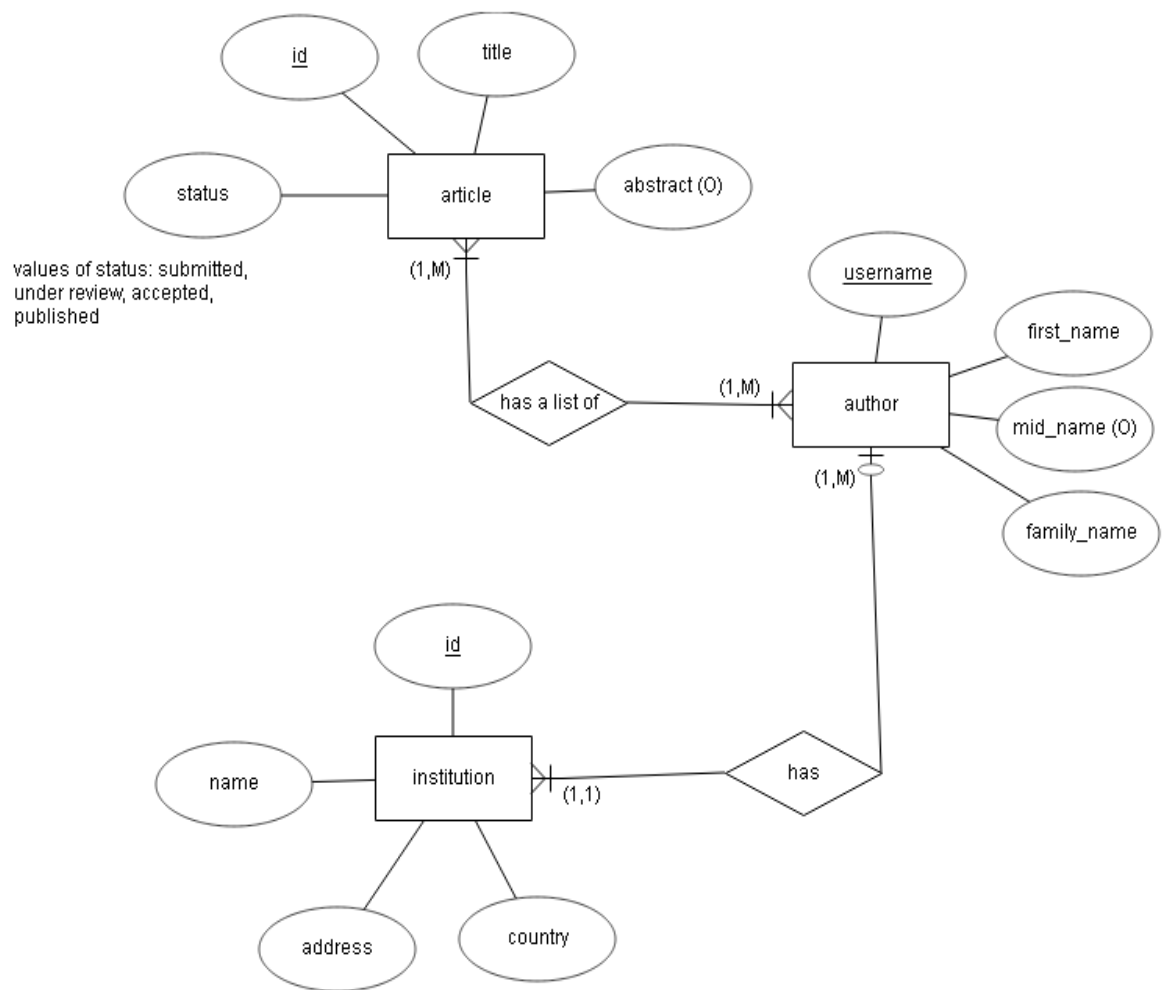 id
title
status
article
abstract (O)
values of status: submitted,
under review, accepted,
published
(1,M)
username
first_name
has a list of
(1,M)
author
mid_name (O)
(1,M)
family_name
id
name
institution
(1,1)
has
address
country